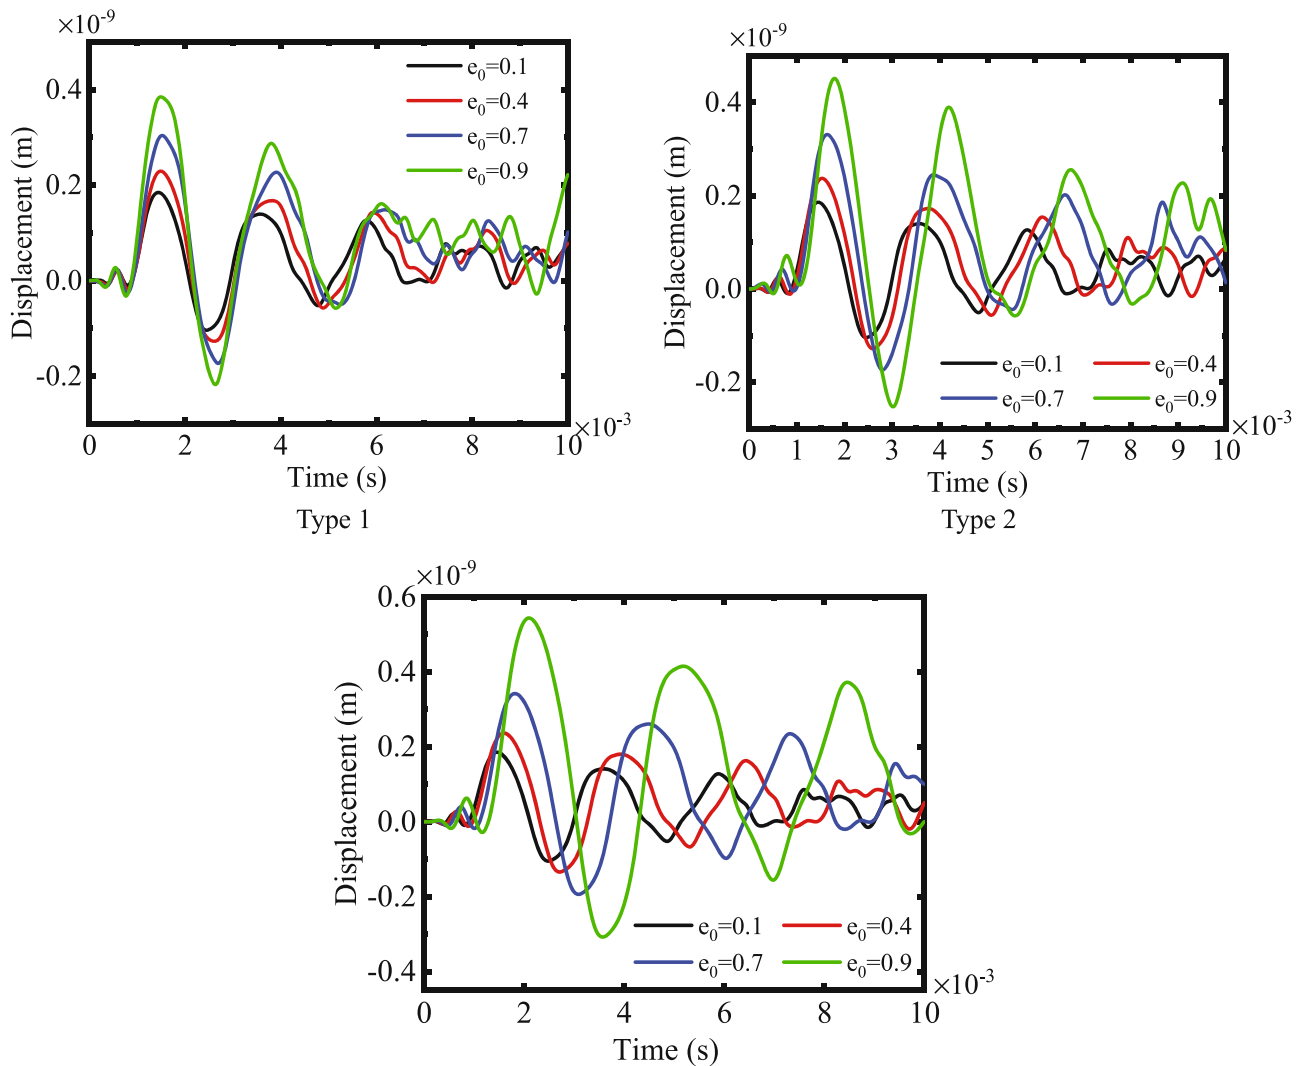 ×10⁻⁹
0.4
0.2
0.0
-0.2
Displacement (m)
e₀=0.1
e₀=0.4
e₀=0.7
e₀=0.9
0 2 4 6 8 10
×10⁻³
Time (s)
Type 1
×10⁻⁹
0.4
0.2
0.0
-0.2
Displacement (m)
e₀=0.1 e₀=0.4
e₀=0.7 e₀=0.9
0 1 2 3 4 5 6 7 8 9 10
×10⁻³
Time (s)
Type 2
×10⁻⁹
0.6
0.4
0.2
0.0
-0.2
-0.4
Displacement (m)
e₀=0.1 e₀=0.4
e₀=0.7 e₀=0.9
0 2 4 6 8 10
×10⁻³
Time (s)